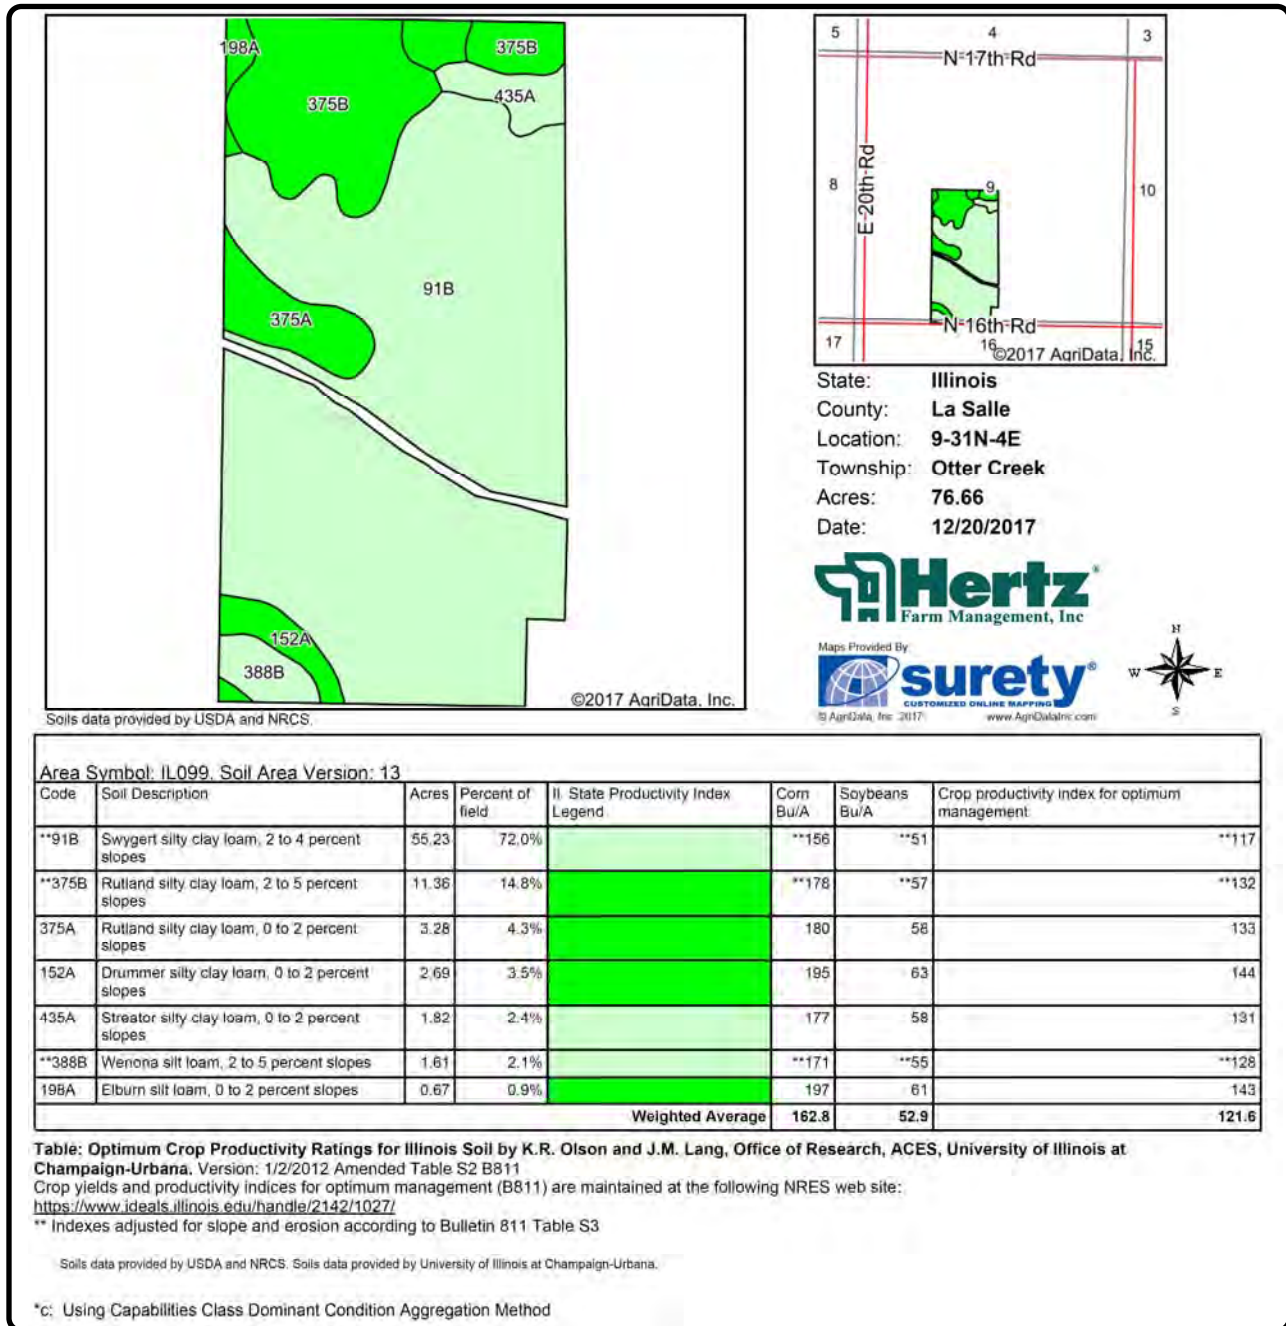 198A
375B
375B
435A
91B
375A
152A
388B
©2017 AgriData, Inc.
Soils data provided by USDA and NRCS.
5
4
3
N 17th Rd
8
E 20th Rd
9
10
N 16th Rd
17
16
15
©2017 AgriData, Inc.
State: Illinois
County: La Salle
Location: 9-31N-4E
Township: Otter Creek
Acres: 76.66
Date: 12/20/2017
Hertz®
Farm Management, Inc
Maps Provided By
surety®
CUSTOMIZED ONLINE MAPPING
© AgriData, Inc. 2017 www.AgriDataInc.com
N
W E
S
Area Symbol: IL099, Soil Area Version: 13
Code Soil Description Acres Percent of field Il. State Productivity Index Legend Corn Bu/A Soybeans Bu/A Crop productivity index for optimum management
**91B Swygert silty clay loam, 2 to 4 percent slopes 55.23 72.0% **156 **51 **117
**375B Rutland silty clay loam, 2 to 5 percent slopes 11.36 14.8% **178 **57 **132
375A Rutland silty clay loam, 0 to 2 percent slopes 3.28 4.3% 180 58 133
152A Drummer silty clay loam, 0 to 2 percent slopes 2.69 3.5% 195 63 144
435A Streator silty clay loam, 0 to 2 percent slopes 1.82 2.4% 177 58 131
**388B Wenona silt loam, 2 to 5 percent slopes 1.61 2.1% **171 **55 **128
198A Elburn silt loam, 0 to 2 percent slopes 0.67 0.9% 197 61 143
Weighted Average 162.8 52.9 121.6
Table: Optimum Crop Productivity Ratings for Illinois Soil by K.R. Olson and J.M. Lang, Office of Research, ACES, University of Illinois at
Champaign-Urbana. Version: 1/2/2012 Amended Table S2 B811
Crop yields and productivity indices for optimum management (B811) are maintained at the following NRES web site:
https://www.ideals.illinois.edu/handle/2142/1027/
** Indexes adjusted for slope and erosion according to Bulletin 811 Table S3
Soils data provided by USDA and NRCS. Soils data provided by University of Illinois at Champaign-Urbana.
*c: Using Capabilities Class Dominant Condition Aggregation Method